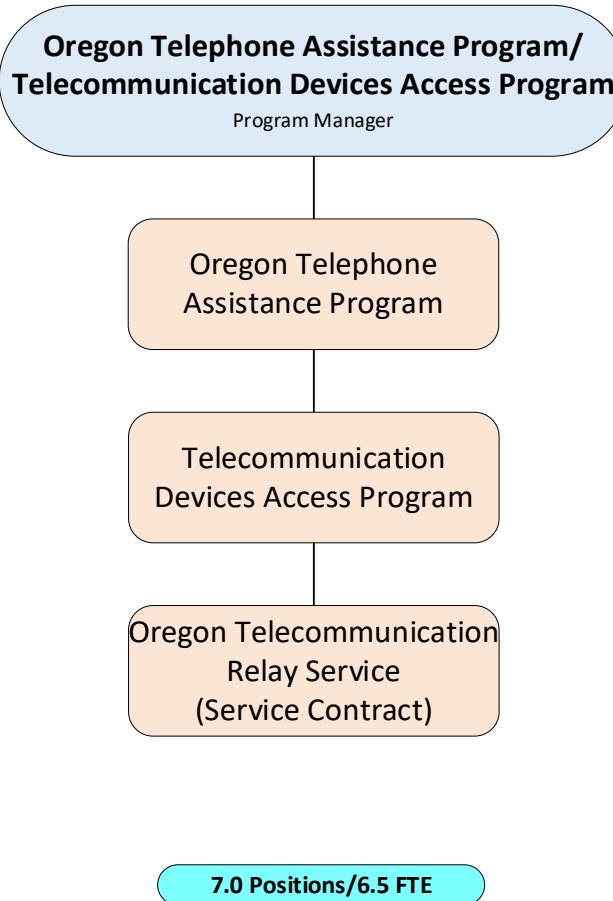 Oregon Telephone Assistance Program/
Telecommunication Devices Access Program
Program Manager
Oregon Telephone
Assistance Program
Telecommunication
Devices Access Program
Oregon Telecommunication
Relay Service
(Service Contract)
7.0 Positions/6.5 FTE